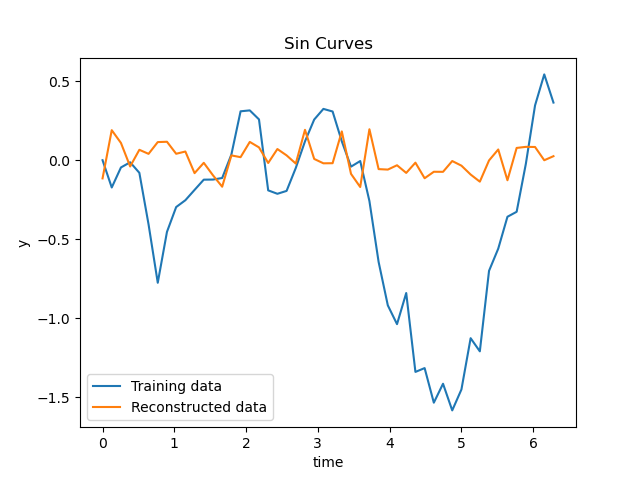 Sin Curves
0.5
0.0
−0.5
−1.0
−1.5
y
Training data
Reconstructed data
0 1 2 3 4 5 6
time